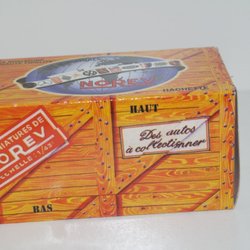 NOREV
HACHETTE
HAUT
MINIATURES DE
NOREV
ECHELLE 1/43
Des autos
à collectionner
BAS